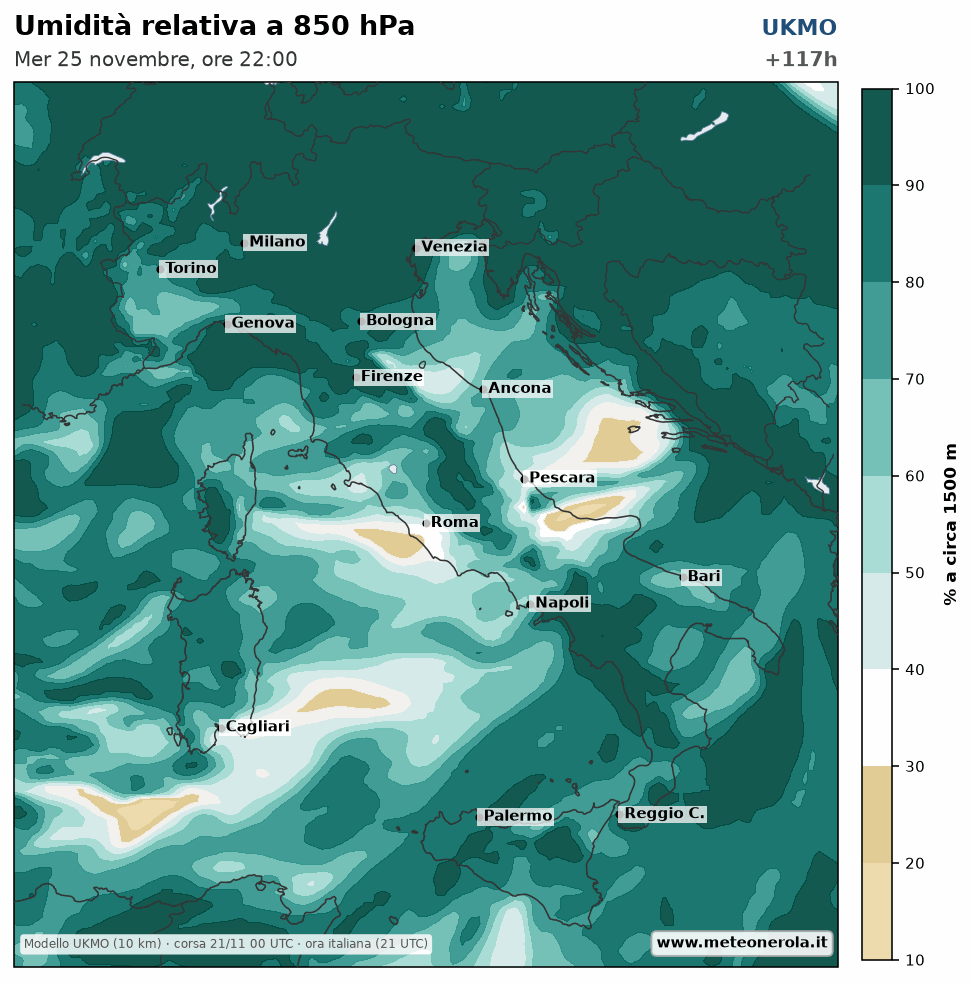 Umidità relativa a 850 hPa
UKMO
Mer 25 novembre, ore 22:00
+117h
100
90
80
70
60
50
40
30
20
10
% a circa 1500 m
Milano
Venezia
Torino
Genova
Bologna
Firenze
Ancona
Pescara
Roma
Bari
Napoli
Cagliari
Palermo
Reggio C.
Modello UKMO (10 km) · corsa 21/11 00 UTC · ora italiana (21 UTC)
www.meteonerola.it